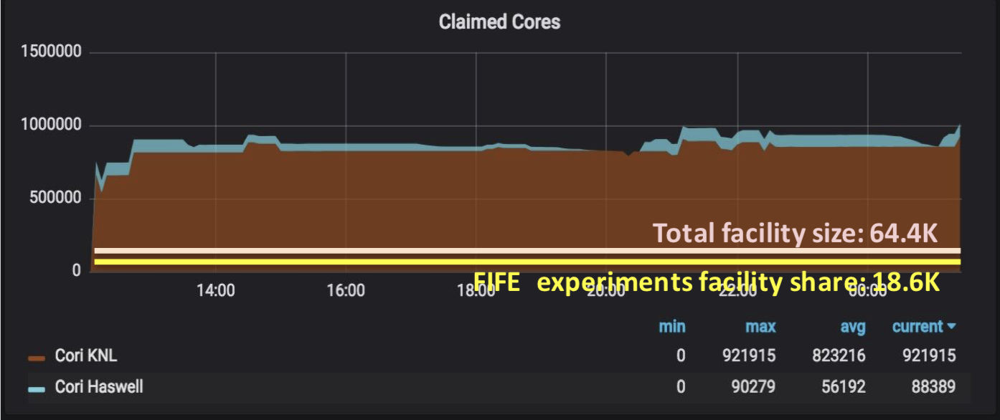 Claimed Cores
1500000
1000000
500000
0
Total facility size: 64.4K
FIFE experiments facility share: 18.6K
14:00 16:00 18:00 20:00 22:00 00:00
min max avg current
Cori KNL 0 921915 823216 921915
Cori Haswell 0 90279 56192 88389